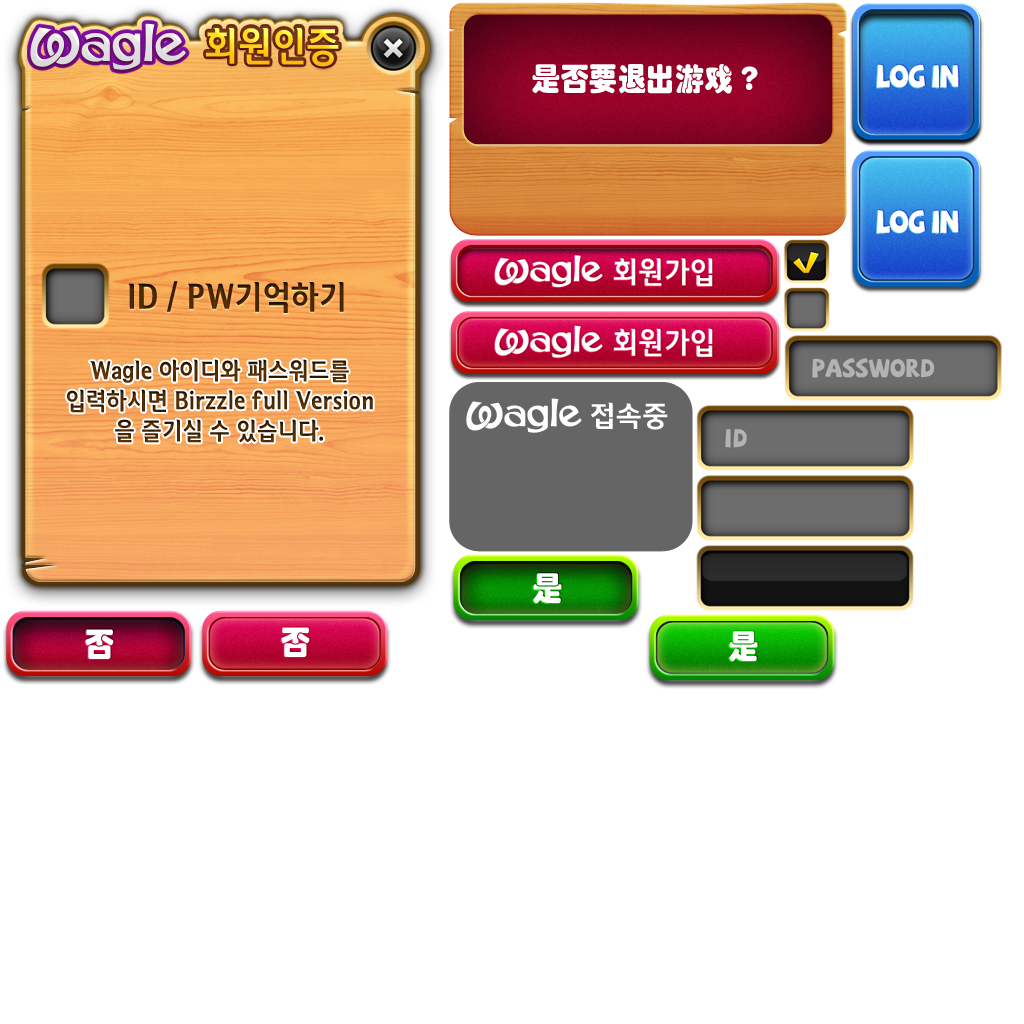 Wagle 회원인증
ID / PW기억하기
Wagle 아이디와 패스워드를
입력하시면 Birzzle full Version
을 즐기실 수 있습니다.
否
否
是否要退出游戏？
LOG IN
LOG IN
Wagle 회원가입
Wagle 회원가입
PASSWORD
Wagle 접속중
ID
是
是